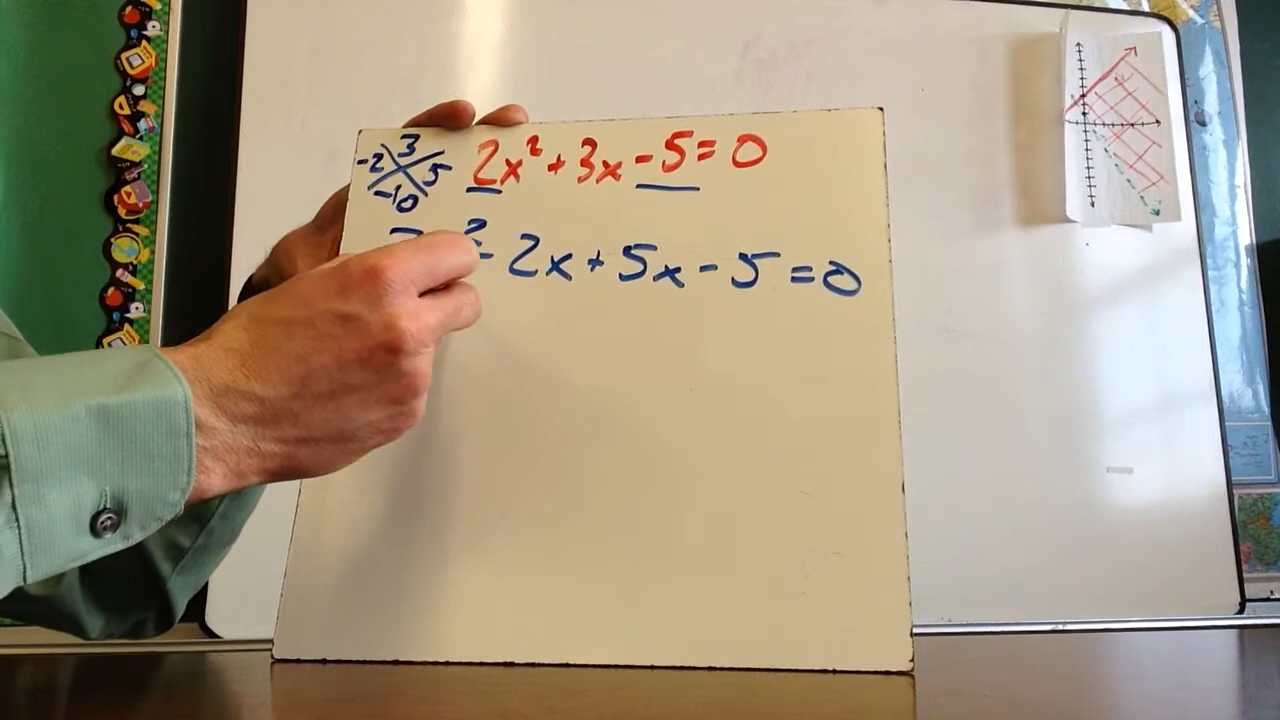 3
-2 5
-10
2x² + 3x - 5 = 0
- 2x + 5x - 5 = 0